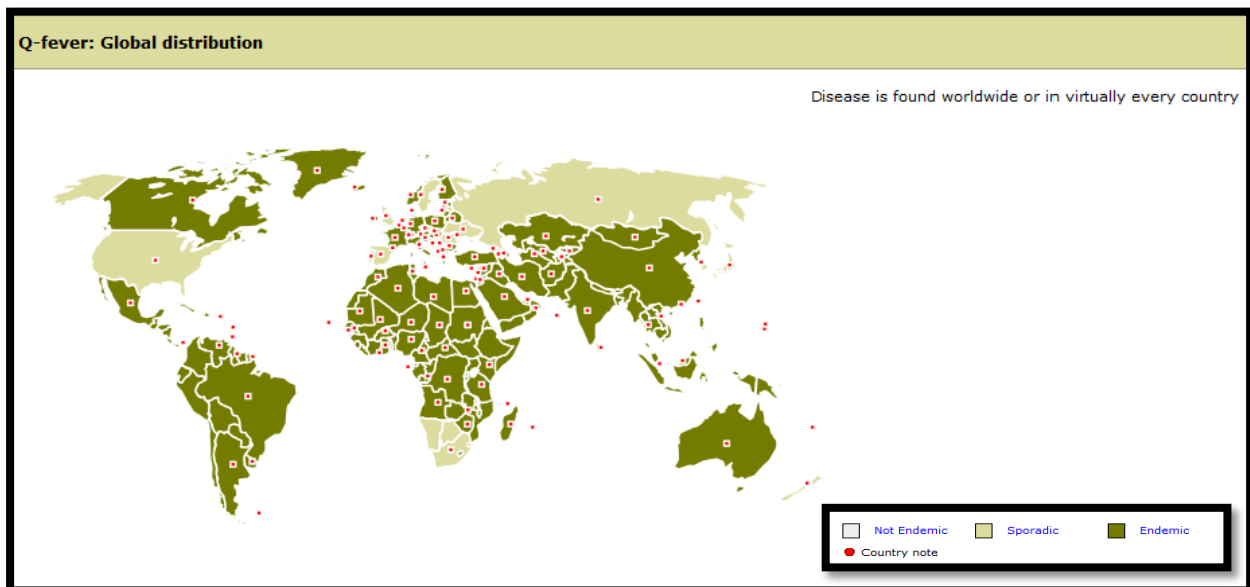 Q-fever: Global distribution
Disease is found worldwide or in virtually every country
Not Endemic Sporadic Endemic
Country note